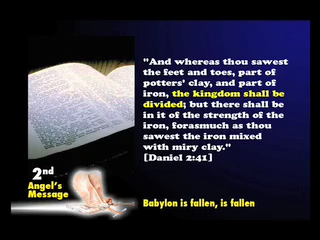 "And whereas thou sawest
the feet and toes, part of
potters' clay, and part of
iron, the kingdom shall be
divided; but there shall be
in it of the strength of the
iron, forasmuch as thou
sawest the iron mixed
with miry clay."
[Daniel 2:41]
2nd
Angel's
Message
Babylon is fallen, is fallen